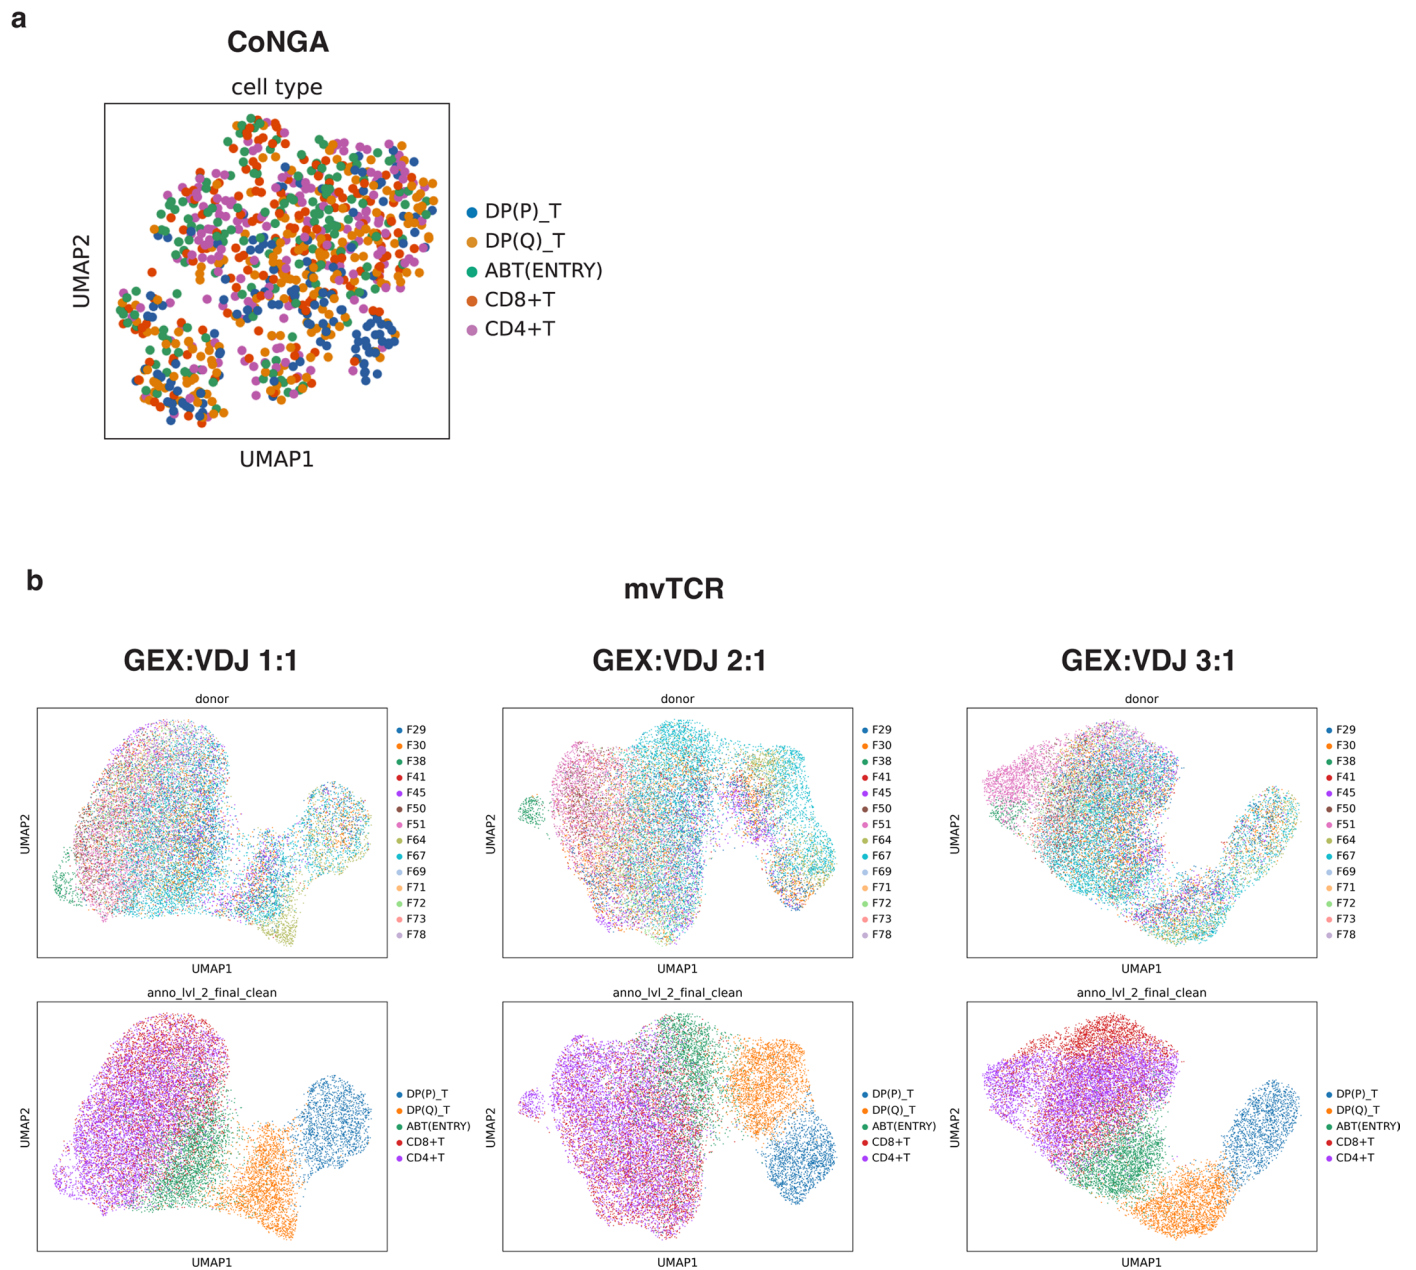 a
CoNGA
cell type
UMAP2
UMAP1
DP(P)_T
DP(Q)_T
ABT(ENTRY)
CD8+T
CD4+T
b
mvTCR
GEX:VDJ 1:1
donor
UMAP2
UMAP1
F29
F30
F38
F41
F45
F50
F51
F64
F67
F69
F71
F72
F73
F78
GEX:VDJ 2:1
donor
UMAP2
UMAP1
F29
F30
F38
F41
F45
F50
F51
F64
F67
F69
F71
F72
F73
F78
GEX:VDJ 3:1
donor
UMAP2
UMAP1
F29
F30
F38
F41
F45
F50
F51
F64
F67
F69
F71
F72
F73
F78
anno_lvl_2_final_clean
UMAP2
UMAP1
DP(P)_T
DP(Q)_T
ABT(ENTRY)
CD8+T
CD4+T
anno_lvl_2_final_clean
UMAP2
UMAP1
DP(P)_T
DP(Q)_T
ABT(ENTRY)
CD8+T
CD4+T
anno_lvl_2_final_clean
UMAP2
UMAP1
DP(P)_T
DP(Q)_T
ABT(ENTRY)
CD8+T
CD4+T